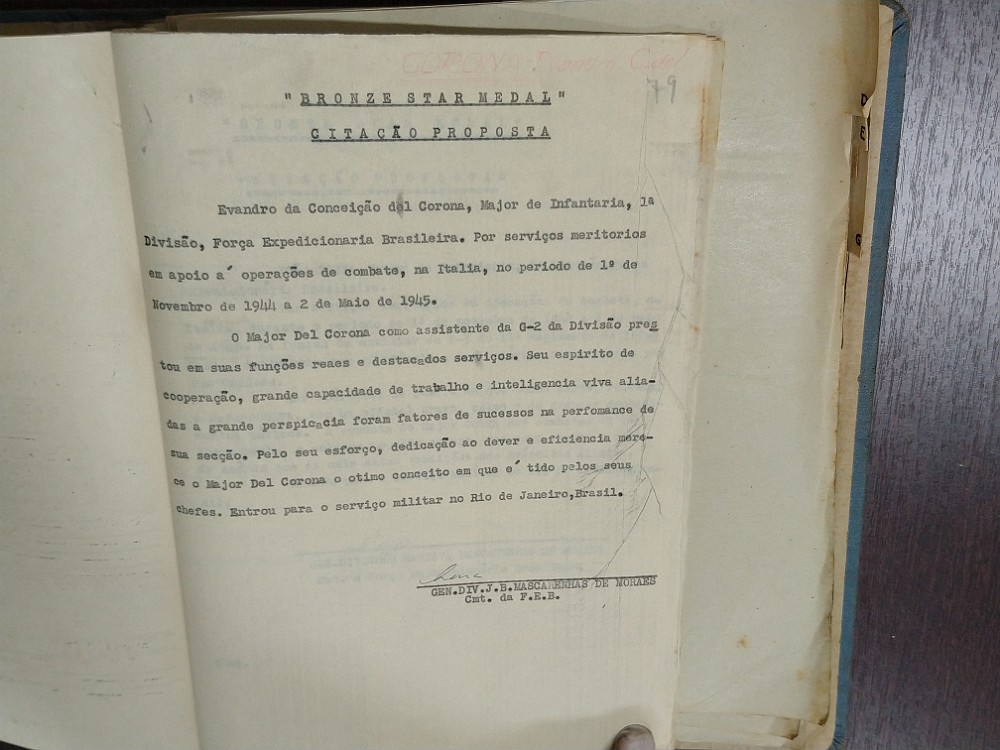 79
" BRONZE STAR MEDAL "
CITAÇÃO PROPOSTA
Evandro da Conceição del Corona, Major de Infantaria, 1a
Divisão, Força Expedicionaria Brasileira. Por serviços meritorios
em apoio a´ operações de combate, na Italia, no periodo de 1º de
Novembro de 1944 a 2 de Maio de 1945.
O Major Del Corona como assistente da G-2 da Divisão pres
tou em suas funções reaes e destacados serviços. Seu espirito de
cooperação, grande capacidade de trabalho e inteligencia viva alia-
das a grande perspicacia foram fatores de sucessos na perfomance de
sua secção. Pelo seu esforço, dedicação ao dever e eficiencia mere-
ce o Major Del Corona o otimo conceito em que e´ tido pelos seus
chefes. Entrou para o serviço militar no Rio de Janeiro,Brasil.
GEN.DIV.J.B.MASCARENHAS DE MORAES
Cmt. da F.E.B.
D
E
G